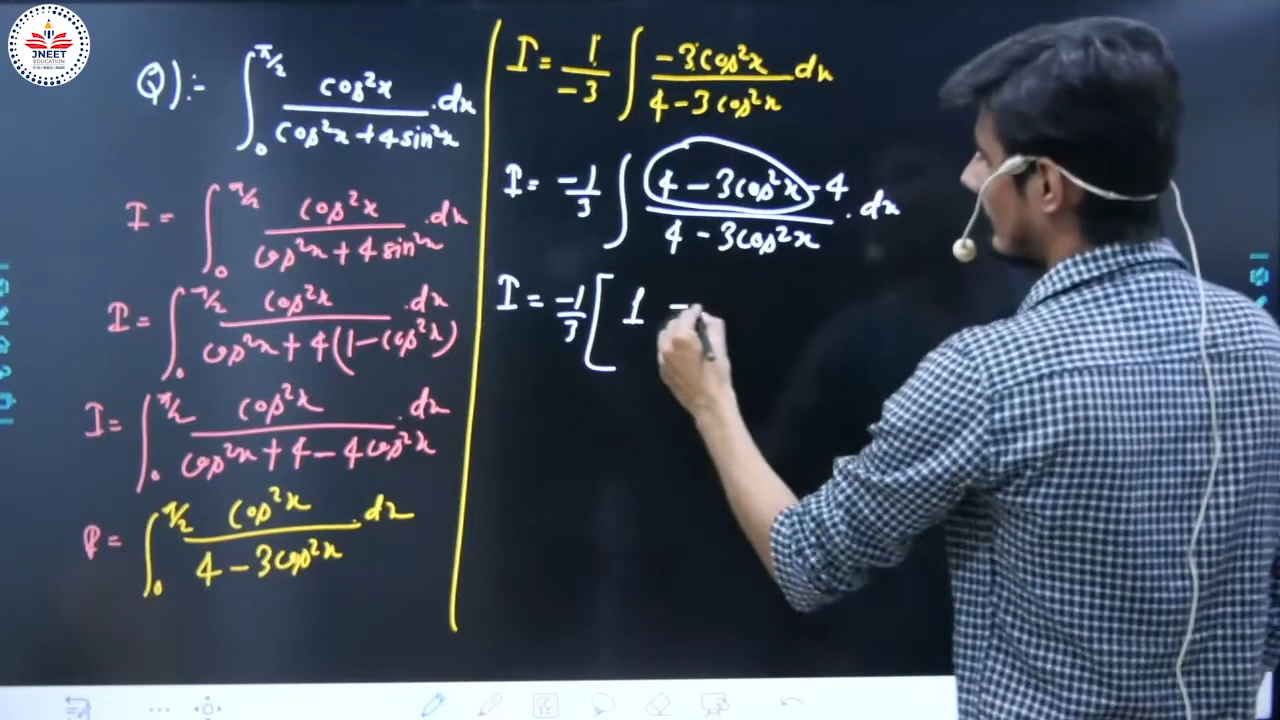 JNEET
EDUCATION
Q):- ∫₀^π/2 cos²x / cos²x + 4sin²x .dx
I = ∫₀^π/2 cos²x / cos²x + 4sin²x .dx
I = ∫₀^π/2 cos²x / cos²x + 4(1-cos²x) .dx
I = ∫₀^π/2 cos²x / cos²x + 4 - 4cos²x .dx
I = ∫₀^π/2 cos²x / 4 - 3cos²x .dx
I = 1/-3 ∫ -3cos²x / 4 - 3cos²x dx
I = -1/3 ∫ 4 - 3cos²x - 4 / 4 - 3cos²x . dx
I = -1/3 [ 1 -